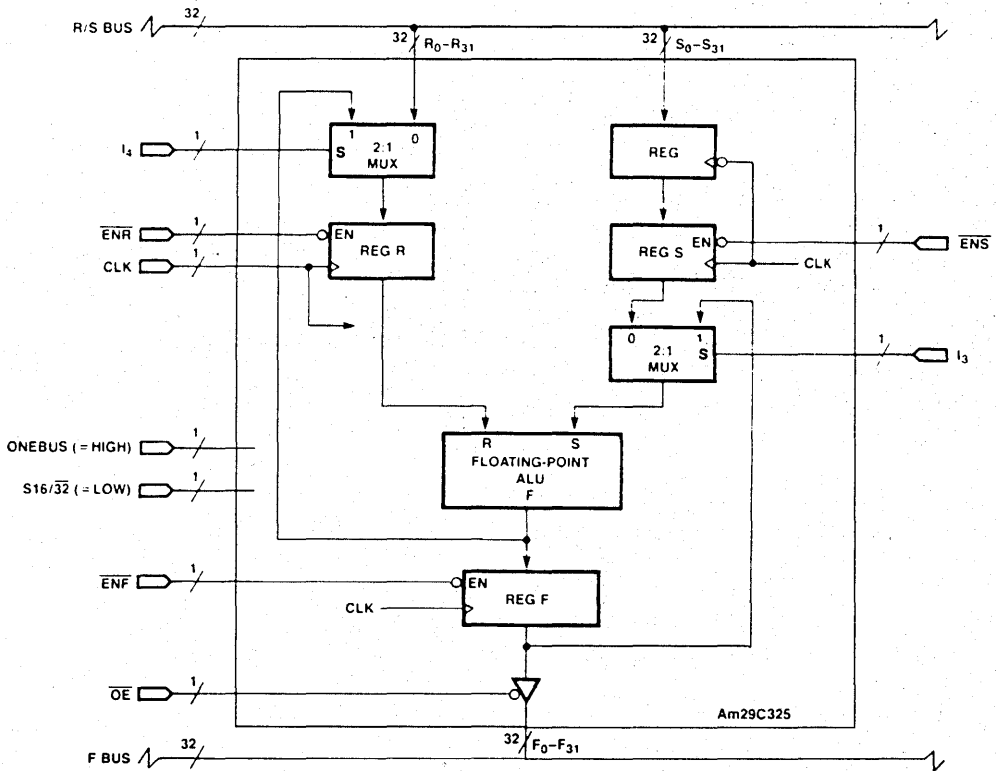 R/S BUS
32
32
R0–R31
32
S0–S31
I4
1
1
0
S
2:1
MUX
REG
ENR
1
EN
REG R
CLK
1
EN
REG S
1
ENS
CLK
0
1
2:1
MUX
S
1
I3
R
S
FLOATING-POINT
ALU
F
ONEBUS (=HIGH)
1
S16/32 (=LOW)
1
ENF
1
EN
REG F
CLK
OE
1
Am29C325
F BUS
32
32
F0–F31